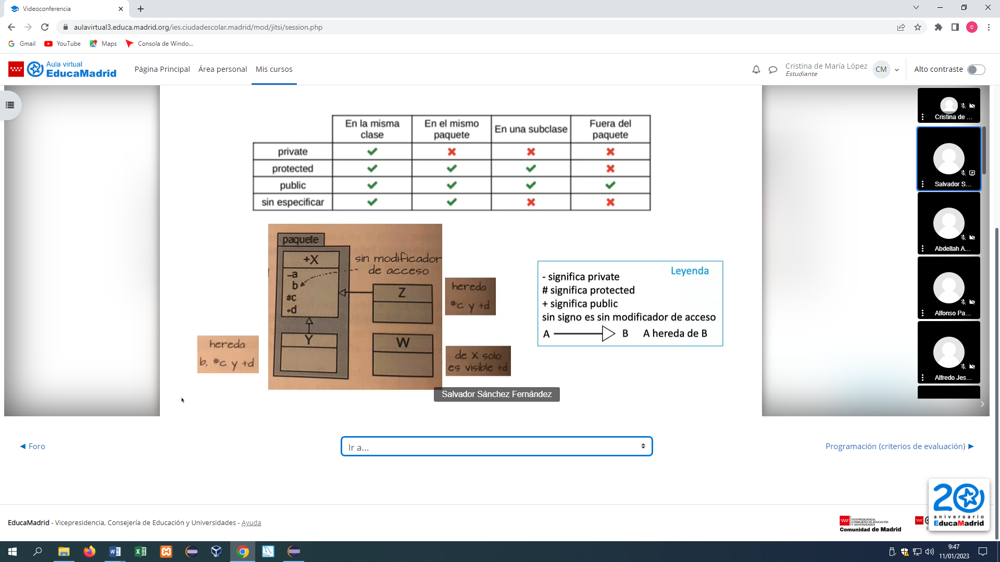 Videoconferencia
aulavirtual3.educa.madrid.org/ies.ciudadescolar.madrid/mod/jitsi/session.php
C
Gmail YouTube Maps Consola de Windo...
Aula virtual
EducaMadrid
Página Principal Área personal Mis cursos
Cristina de María López
Estudiante
CM
Alto contraste
En la misma clase En el mismo paquete En una subclase Fuera del paquete
private
protected
public
sin especificar
paquete
+X
-a
b
#c
+d
sin modificador
de acceso
Z
Y
W
hereda
#c y +d
hereda
b, #c y +d
de X solo
es visible +d
Leyenda
- significa private
# significa protected
+ significa public
sin signo es sin modificador de acceso
A B A hereda de B
Salvador Sánchez Fernández
Cristina de ...
Salvador S...
Abdellah A...
Alfonso Pa...
Alfredo Jes...
◄ Foro
Ir a...
Programación (criterios de evaluación) ►
20
aniversario
EducaMadrid
EducaMadrid - Vicepresidencia, Consejería de Educación y Universidades - Ayuda
VICEPRESIDENCIA,
CONSEJERÍA DE EDUCACIÓN
Y UNIVERSIDADES
Comunidad de Madrid
9:47
11/01/2023